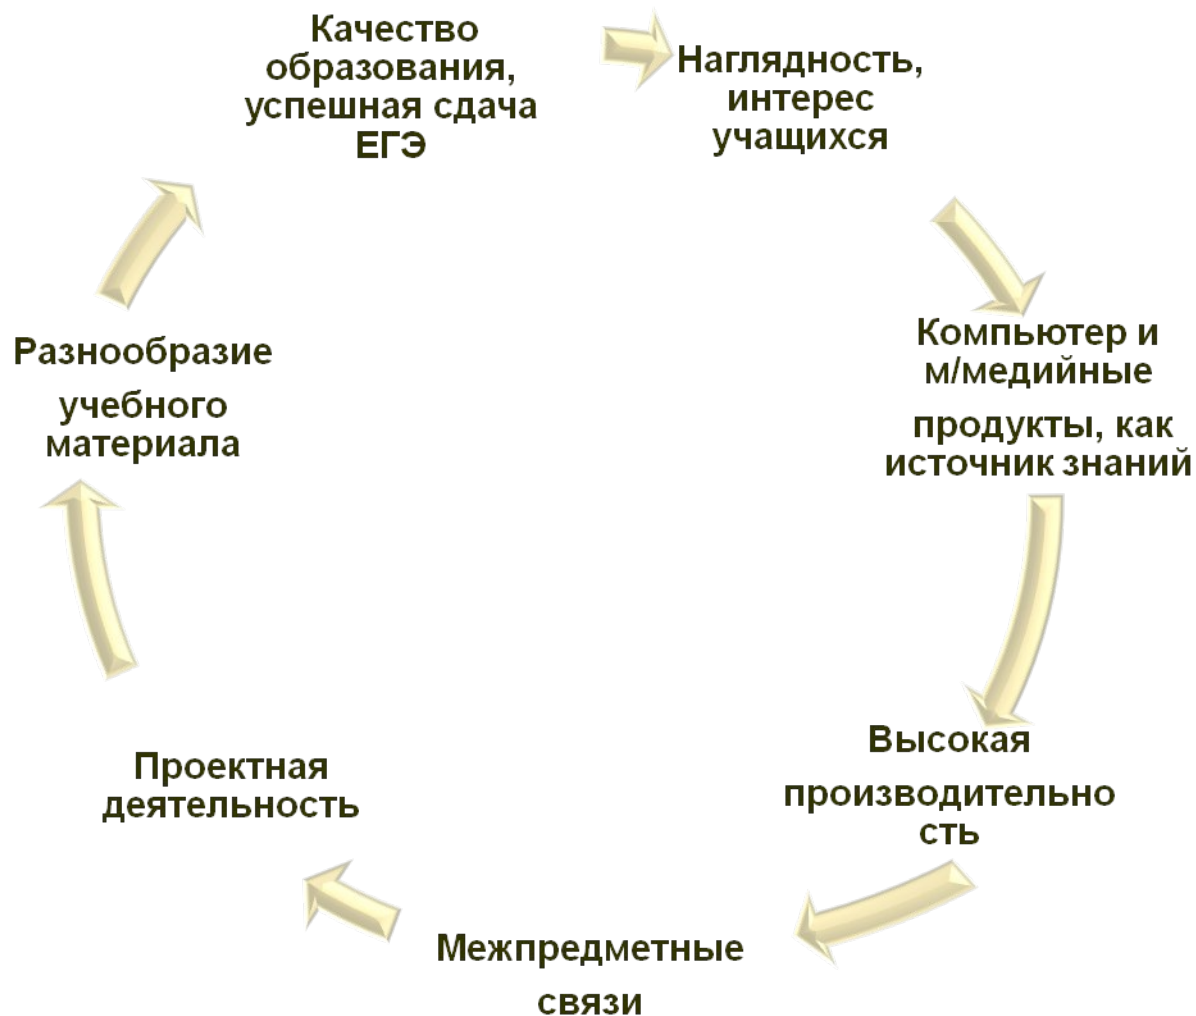 Качество
образования,
успешная сдача
ЕГЭ
Наглядность,
интерес
учащихся
Компьютер и
м/медийные
продукты, как
источник знаний
Высокая
производительно
сть
Межпредметные
связи
Проектная
деятельность
Разнообразие
учебного
материала